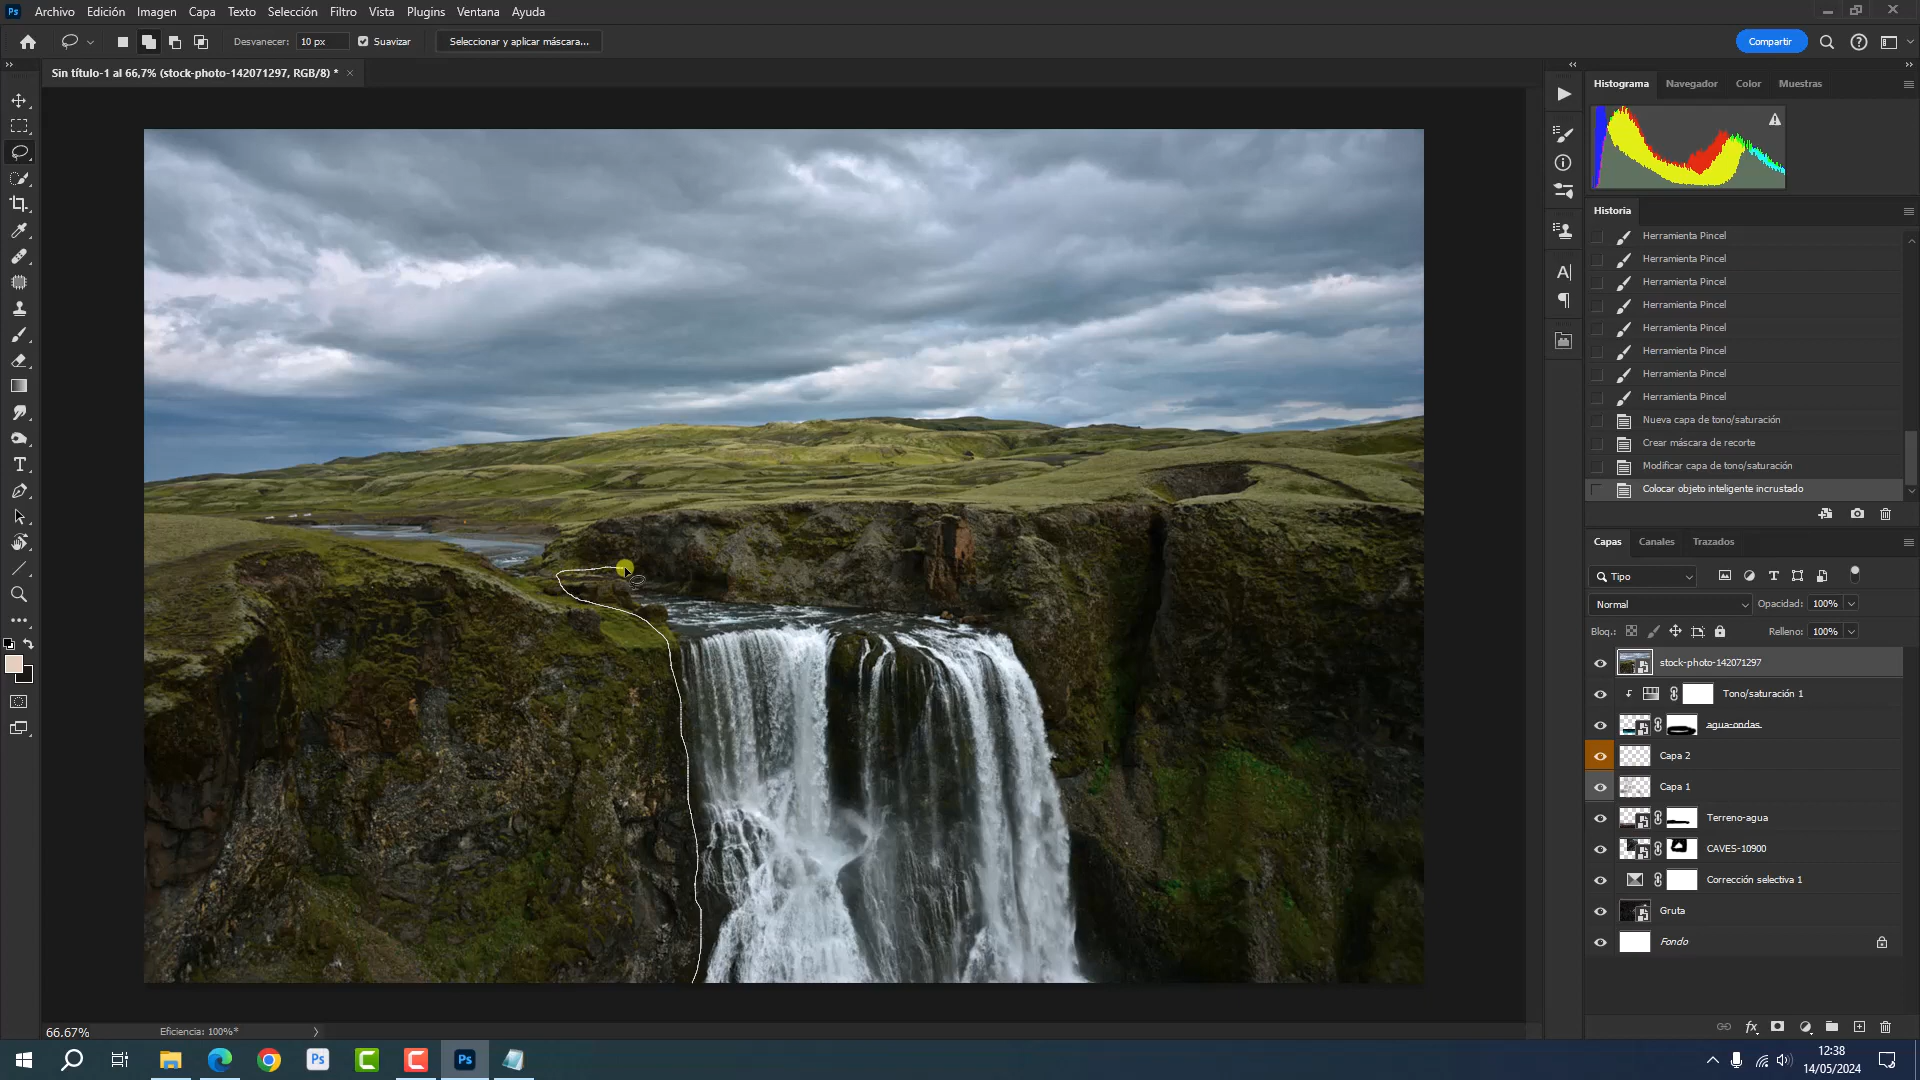 Ps Archivo Edición Imagen Capa Texto Selección Filtro Vista Plugins Ventana Ayuda
Desvanecer: 10 px Suavizar Seleccionar y aplicar máscara... Compartir
Sin título-1 al 66,7% (stock-photo-142071297, RGB/8) * ×
Histograma Navegador Color Muestras
Historia
Herramienta Pincel
Herramienta Pincel
Herramienta Pincel
Herramienta Pincel
Herramienta Pincel
Herramienta Pincel
Herramienta Pincel
Herramienta Pincel
Nueva capa de tono/saturación
Crear máscara de recorte
Modificar capa de tono/saturación
Colocar objeto inteligente incrustado
Capas Canales Trazados
Tipo
Normal Opacidad: 100%
Bloq.: Relleno: 100%
stock-photo-142071297
Tono/saturación 1
agua-ondas
Capa 2
Capa 1
Terreno-agua
CAVES-10900
Corrección selectiva 1
Gruta
Fondo
fx
66.67% Eficiencia: 100%*
Ps C C Ps
12:38
14/05/2024